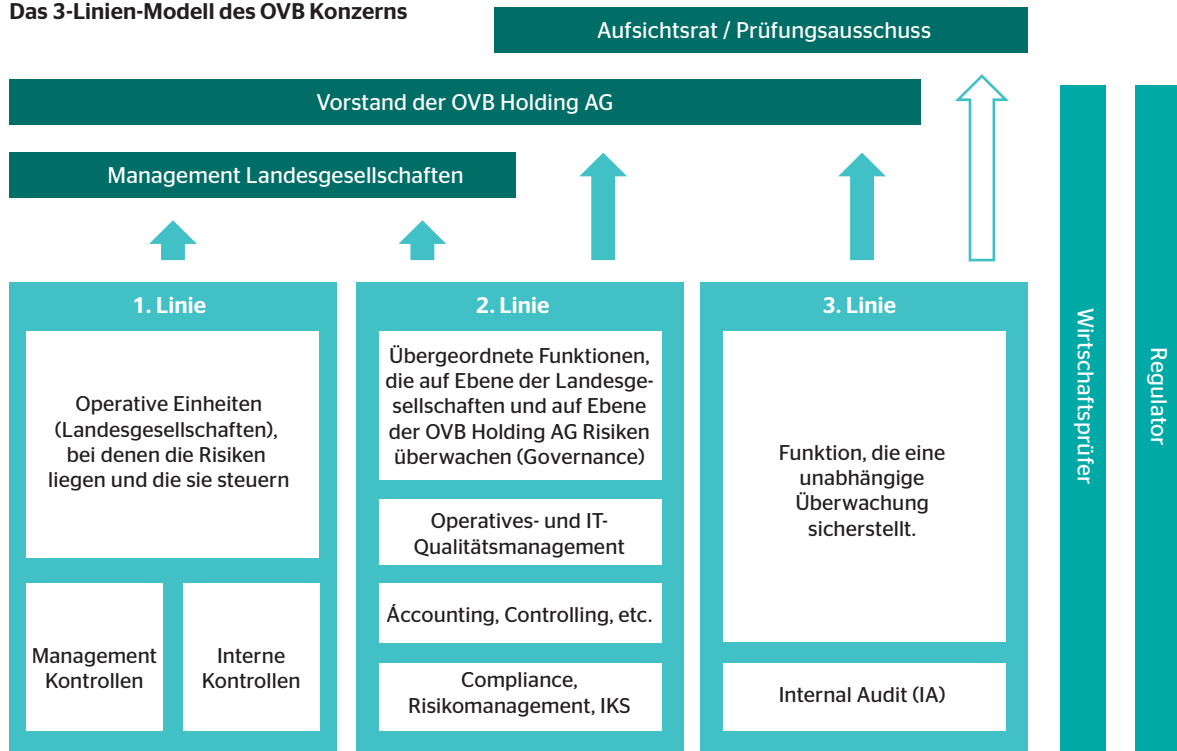 Das 3-Linien-Modell des OVB Konzerns
Aufsichtsrat / Prüfungsausschuss
Vorstand der OVB Holding AG
Management Landesgesellschaften
1. Linie
Operative Einheiten
(Landesgesellschaften),
bei denen die Risiken
liegen und die sie steuern
Management
Kontrollen
Interne
Kontrollen
2. Linie
Übergeordnete Funktionen,
die auf Ebene der Landesge-
sellschaften und auf Ebene
der OVB Holding AG Risiken
überwachen (Governance)
Operatives- und IT-
Qualitätsmanagement
Áccounting, Controlling, etc.
Compliance,
Risikomanagement, IKS
3. Linie
Funktion, die eine
unabhängige
Überwachung
sicherstellt.
Internal Audit (IA)
Wirtschaftsprüfer
Regulator